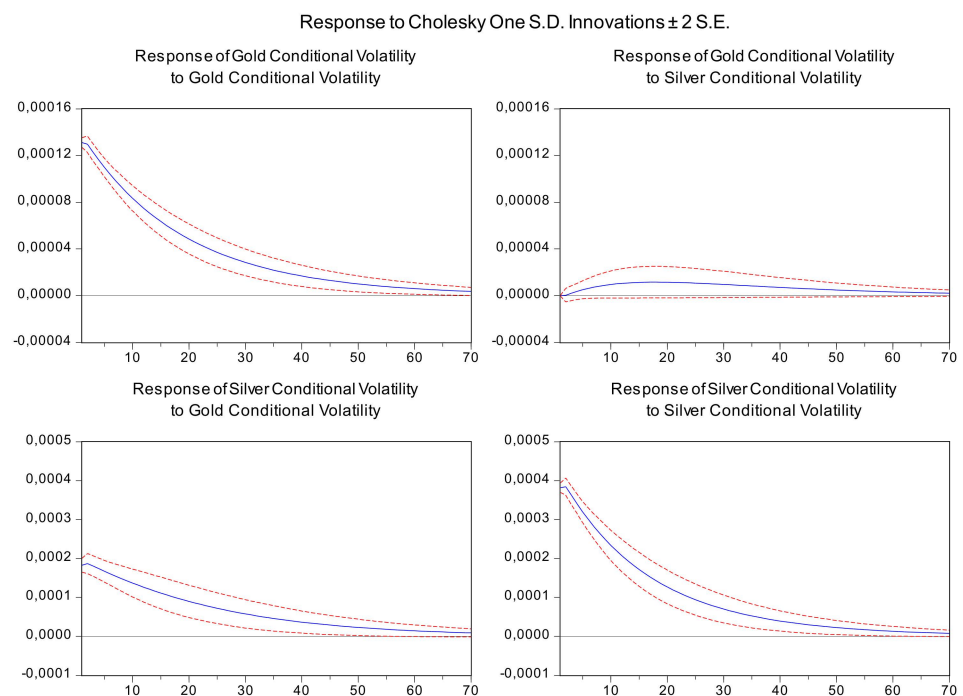 Response to Cholesky One S.D. Innovations ± 2 S.E.
Response of Gold Conditional Volatility
to Gold Conditional Volatility
0,00016
0,00012
0,00008
0,00004
0,00000
-0,00004
10 20 30 40 50 60 70
Response of Gold Conditional Volatility
to Silver Conditional Volatility
0,00016
0,00012
0,00008
0,00004
0,00000
-0,00004
10 20 30 40 50 60 70
Response of Silver Conditional Volatility
to Gold Conditional Volatility
0,0005
0,0004
0,0003
0,0002
0,0001
0,0000
-0,0001
10 20 30 40 50 60 70
Response of Silver Conditional Volatility
to Silver Conditional Volatility
0,0005
0,0004
0,0003
0,0002
0,0001
0,0000
-0,0001
10 20 30 40 50 60 70